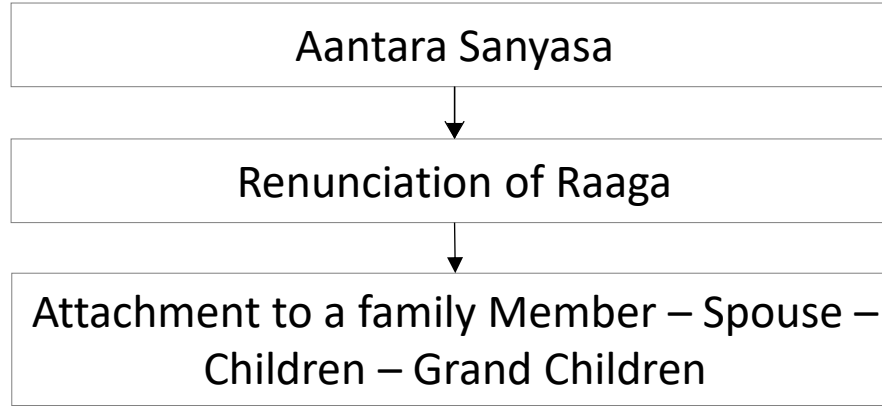 Aantara Sanyasa
Renunciation of Raaga
Attachment to a family Member – Spouse –
Children – Grand Children